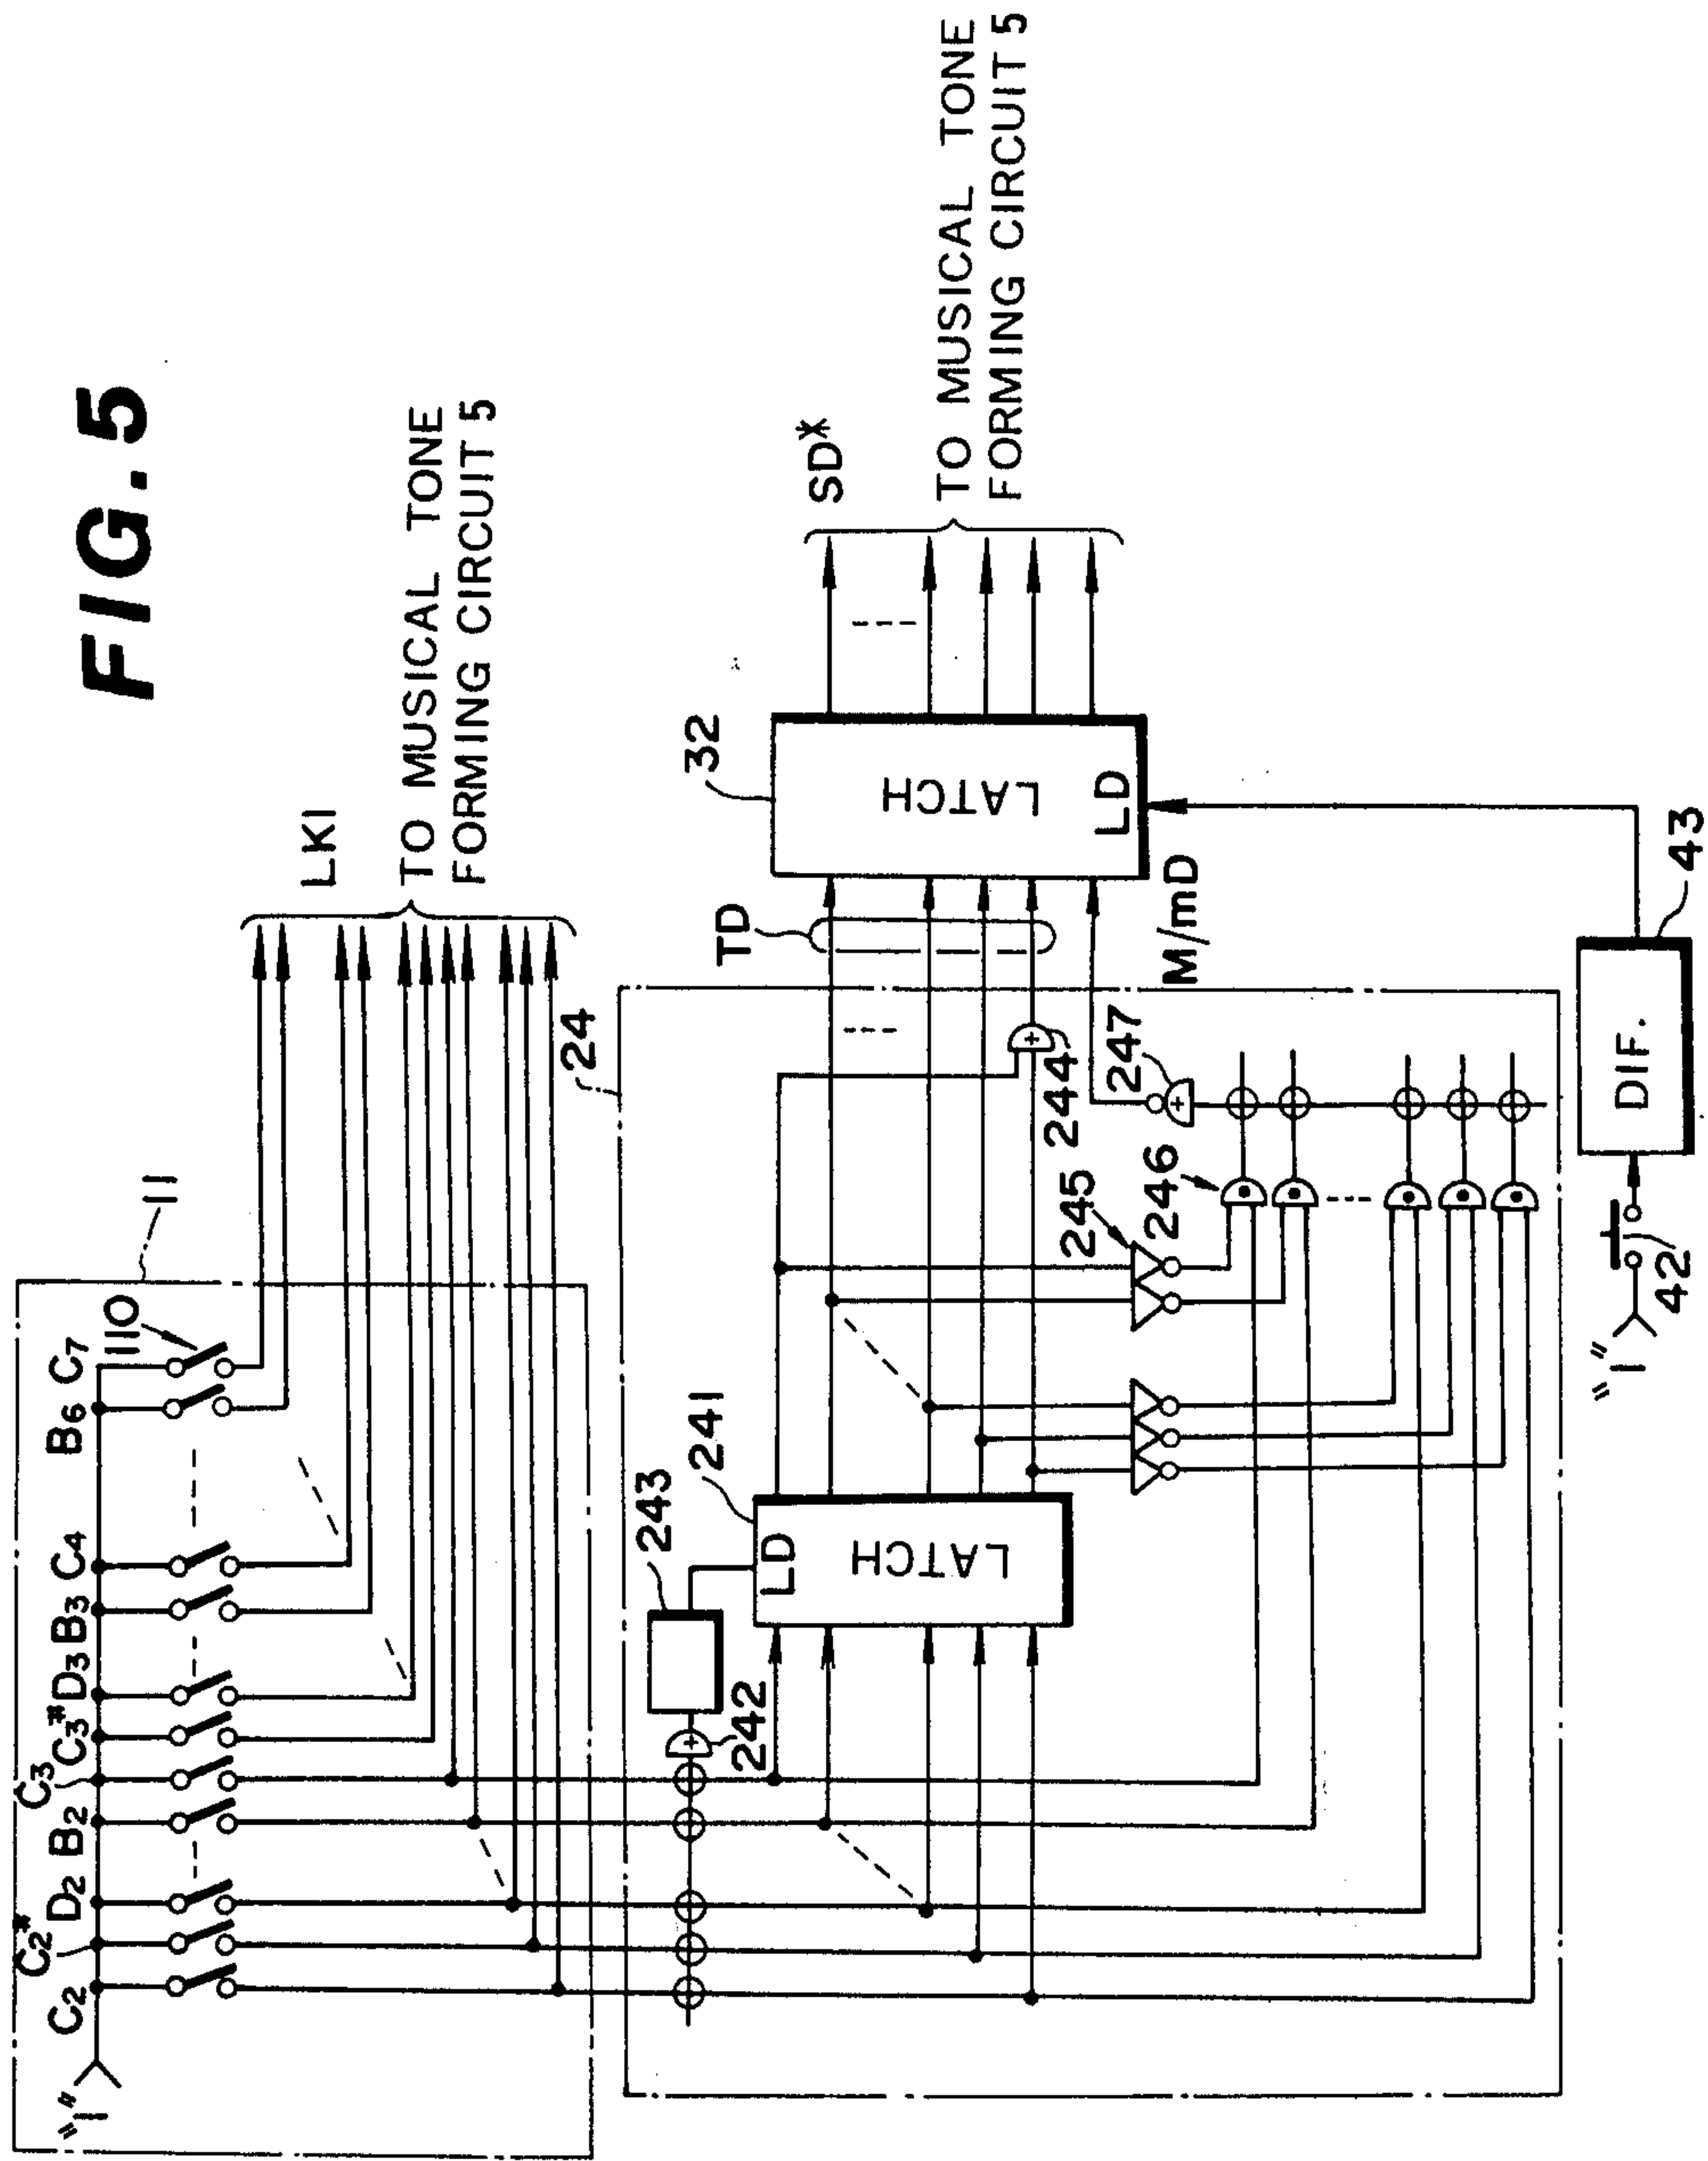 FIG. 5
11
"1"
C2
C2#
D2
B2
C3
C3#
D3
B3
C4
B6
C7
110
LKI
TO MUSICAL TONE
FORMING CIRCUIT 5
24
242
243
241
LD
LATCH
244
245
246
247
TD
M/mD
32
LATCH
LD
SD*
TO MUSICAL TONE
FORMING CIRCUIT 5
"1"
42
DIF.
43